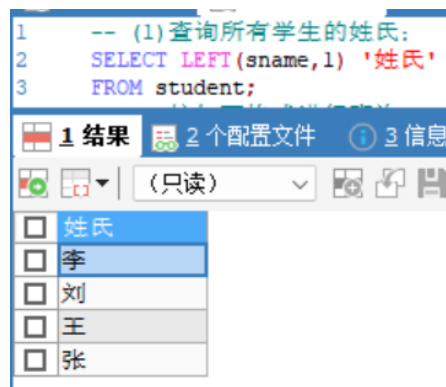 1 -- (1)查询所有学生的姓氏;
2 SELECT LEFT(sname,1) '姓氏'
3 FROM student;
1 结果 2 个配置文件 3 信息
(只读)
姓氏
李
刘
王
张